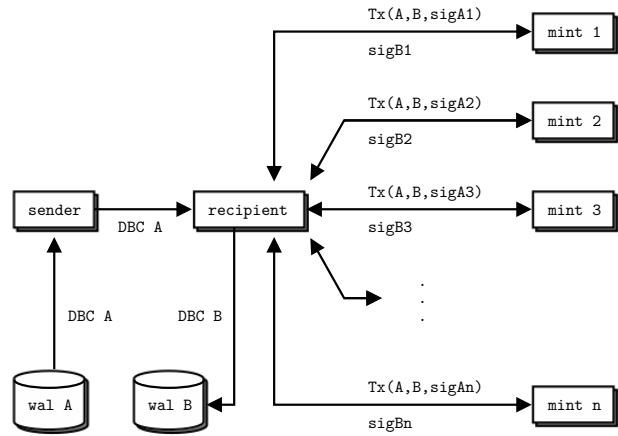 Tx(A,B,sigA1)
mint 1
sigB1
Tx(A,B,sigA2)
mint 2
sigB2
Tx(A,B,sigA3)
sender
recipient
mint 3
DBC A
sigB3
.
.
.
DBC A
DBC B
Tx(A,B,sigAn)
wal A
wal B
mint n
sigBn